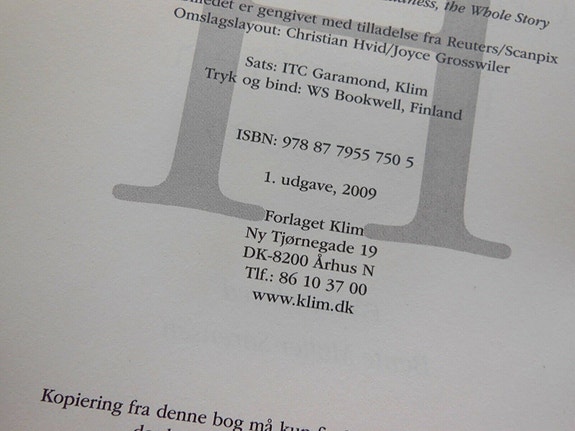 the Whole Story
er gengivet med tilladelse fra Reuters/Scanpix
Omslagslayout: Christian Hvid/Joyce Grosswiler
Sats: ITC Garamond, Klim
Tryk og bind: WS Bookwell, Finland
ISBN: 978 87 7955 750 5
1. udgave, 2009
Forlaget Klim
Ny Tjørnegade 19
DK-8200 Århus N
Tlf.: 86 10 37 00
www.klim.dk
Kopiering fra denne bog må kun